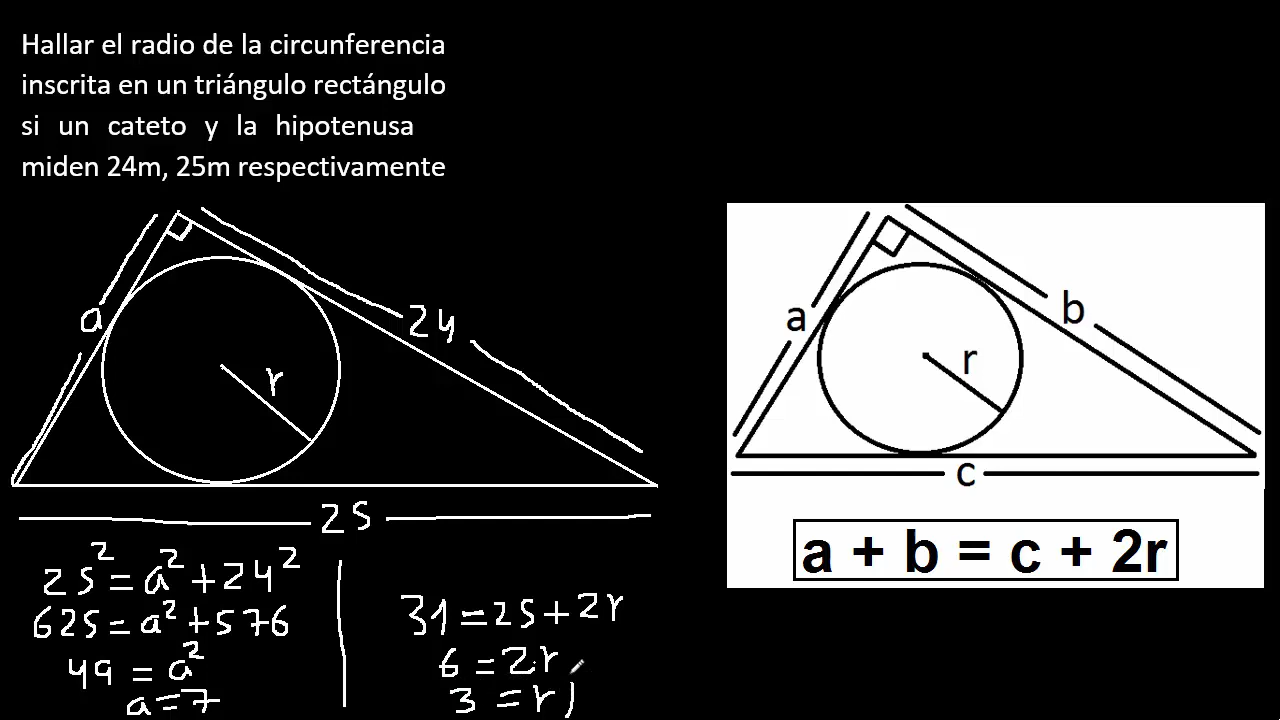 Hallar el radio de la circunferencia
inscrita en un triángulo rectángulo
si un cateto y la hipotenusa
miden 24m, 25m respectivamente
a
24
r
25
25² = a² + 24²
625 = a² + 576
49 = a²
a = 7
31 = 25 + 2r
6 = 2r
3 = r
a
b
r
c
a + b = c + 2r